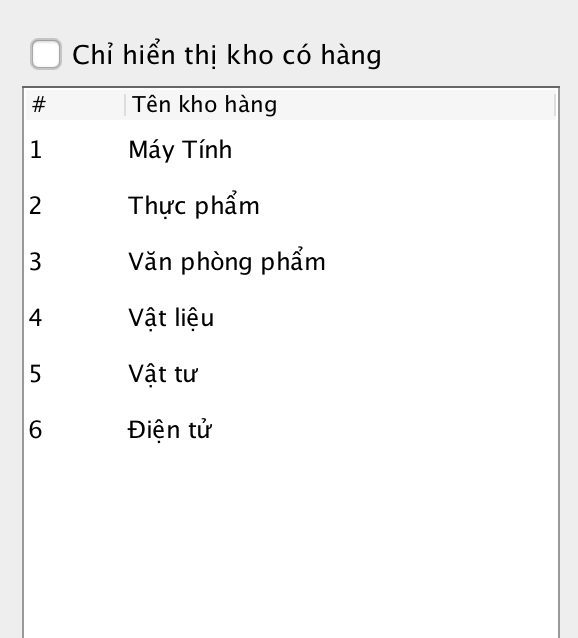 Chỉ hiển thị kho có hàng
# Tên kho hàng
1 Máy Tính
2 Thực phẩm
3 Văn phòng phẩm
4 Vật liệu
5 Vật tư
6 Điện tử